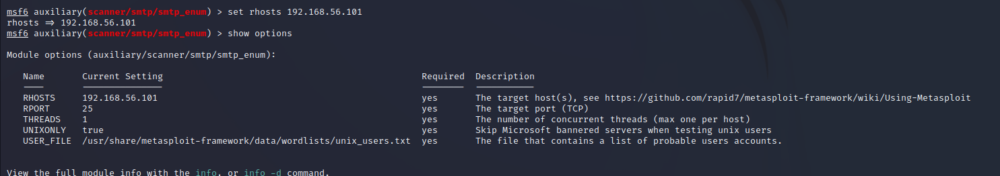 msf6 auxiliary(scanner/smtp/smtp_enum) > set rhosts 192.168.56.101
rhosts => 192.168.56.101
msf6 auxiliary(scanner/smtp/smtp_enum) > show options
Module options (auxiliary/scanner/smtp/smtp_enum):
Name Current Setting Required Description
---- --------------- -------- -----------
RHOSTS 192.168.56.101 yes The target host(s), see https://github.com/rapid7/metasploit-framework/wiki/Using-Metasploit
RPORT 25 yes The target port (TCP)
THREADS 1 yes The number of concurrent threads (max one per host)
UNIXONLY true yes Skip Microsoft bannered servers when testing unix users
USER_FILE /usr/share/metasploit-framework/data/wordlists/unix_users.txt yes The file that contains a list of probable users accounts.
View the full module info with the info, or info -d command.